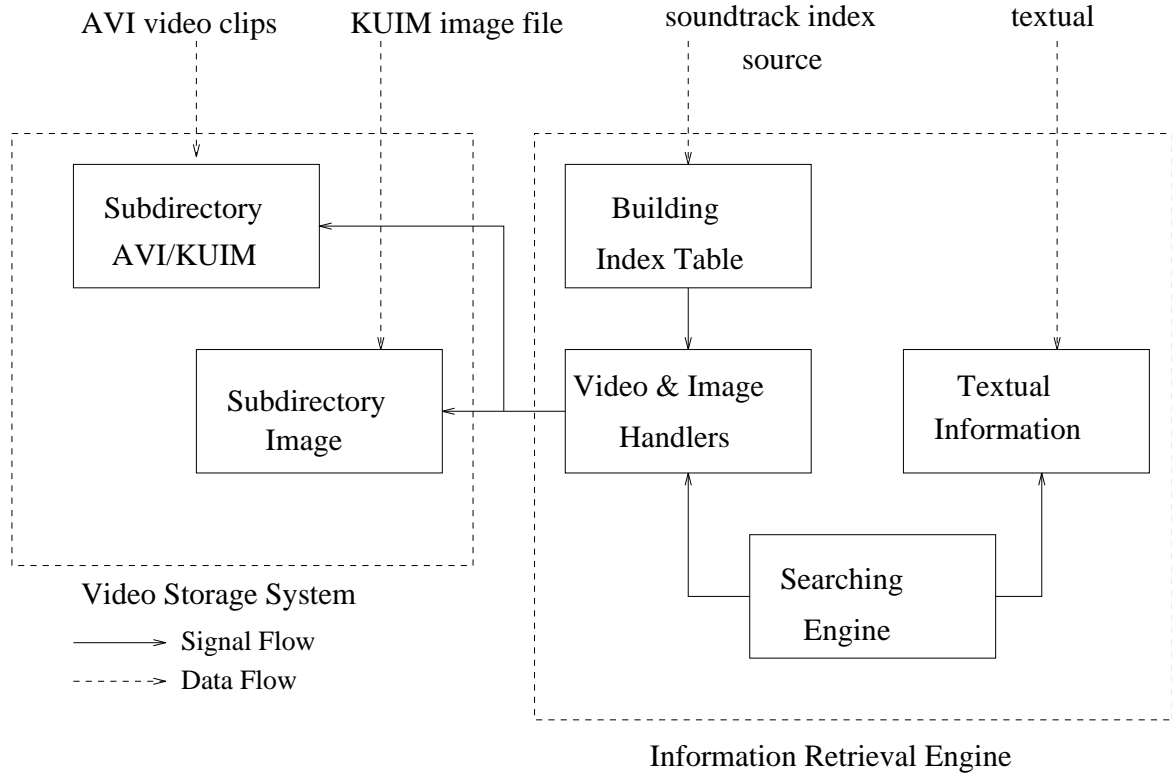 AVI video clips
KUIM image file
soundtrack index
source
textual
Subdirectory
AVI/KUIM
Building
Index Table
Subdirectory
Image
Video & Image
Handlers
Textual
Information
Searching
Engine
Video Storage System
Signal Flow
Data Flow
Information Retrieval Engine